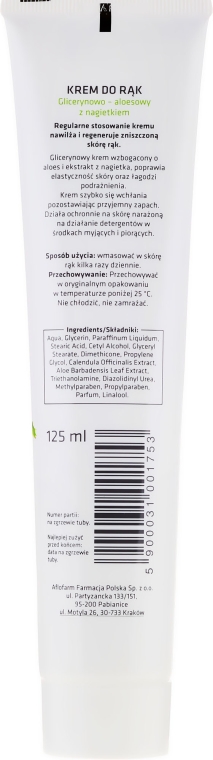 KREM DO RĄK
Glicerynowo - aloesowy
z nagietkiem
Regularne stosowanie kremu
nawilża i regeneruje zniszczoną
skórę rąk.
Glicerynowy krem wzbogacony o
aloes i ekstrakt z nagietka, poprawia
elastyczność skóry oraz łagodzi
podrażnienia.
Krem szybko się wchłania
pozostawiając przyjemny zapach.
Działa ochronnie na skórę narażoną
na działanie detergentów w
środkach myjących i piorących.
Sposób użycia: wmasować w skórę
rąk kilka razy dziennie.
Przechowywanie: Przechowywać
w oryginalnym opakowaniu
w temperaturze poniżej 25 °C.
Nie chłodzić, nie zamrażać.
Ingredients/Składniki:
Aqua, Glycerin, Paraffinum Liquidum,
Stearic Acid, Cetyl Alcohol, Glyceryl
Stearate, Dimethicone, Propylene
Glycol, Calendula Officinalis Extract,
Aloe Barbadensis Leaf Extract,
Triethanolamine, Diazolidinyl Urea,
Methylparaben, Propylparaben,
Parfum, Linalool.
125 ml
Numer partii:
na zgrzewie tuby.
Najlepiej zużyć
przed końcem:
data na zgrzewie
tuby.
5 900031 001753
Aflofarm Farmacja Polska Sp. z o.o.
ul. Partyzancka 133/151,
95-200 Pabianice
ul. Motyla 26, 30-733 Kraków